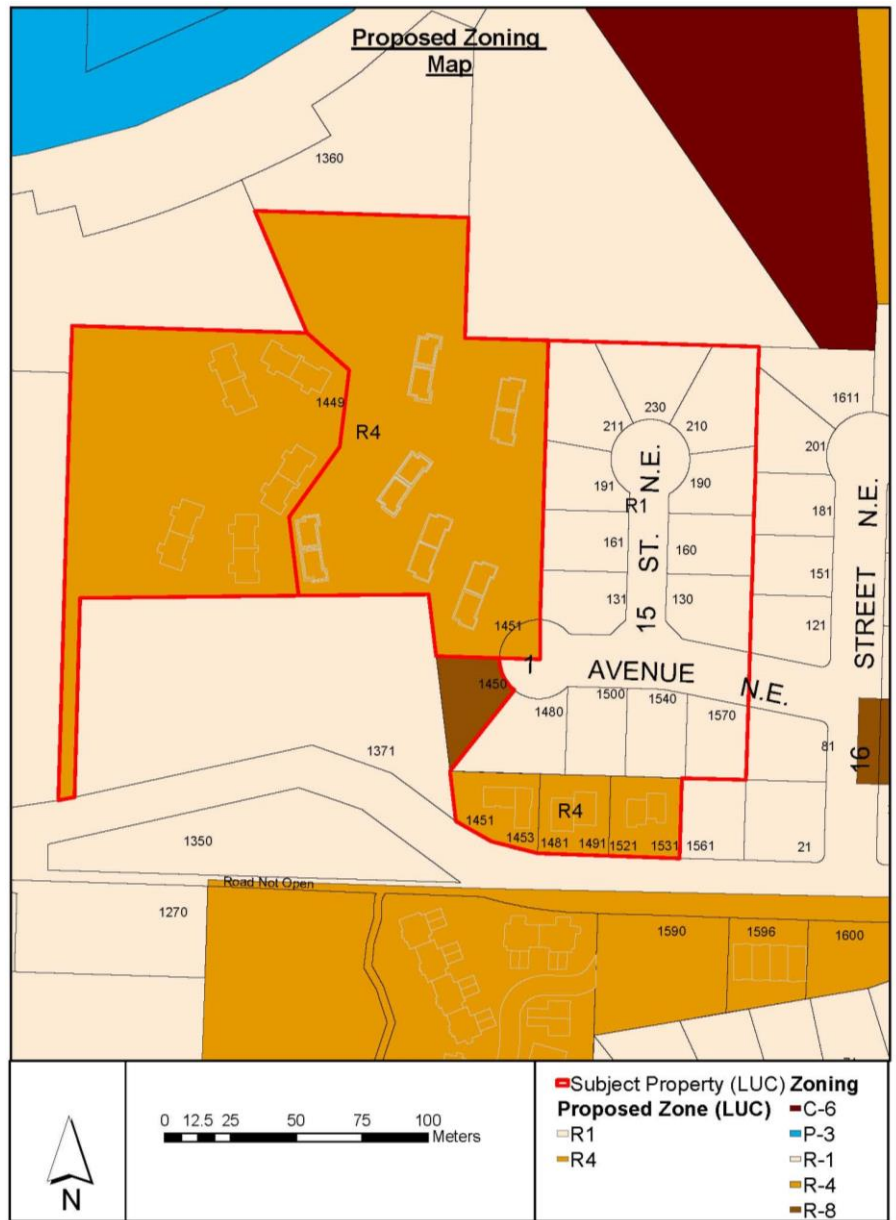 Proposed Zoning
Map
1360
1449
R4
1611
230
211
210
201
191
190
R1
181
161
160
151
131
130
121
15 ST. N.E.
STREET N.E.
16
1451
1
AVENUE N.E.
1450
1480
1500
1540
1570
81
1371
1451
1453
R4
1481
1491
1521
1531
1561
21
1350
Road Not Open
1270
1590
1596
1600
N
0 12.5 25 50 75 100
Meters
Subject Property (LUC)
Proposed Zone (LUC)
R1
R4
Zoning
C-6
P-3
R-1
R-4
R-8